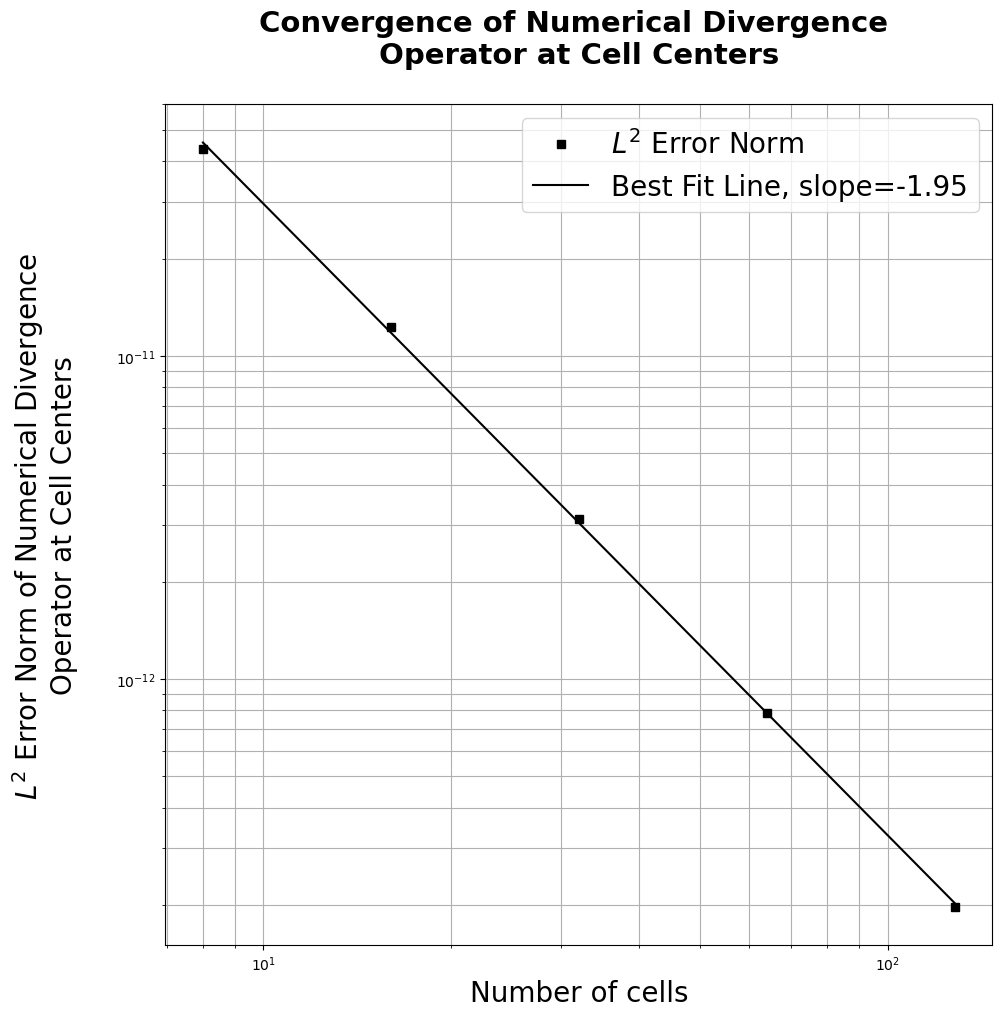 Convergence of Numerical Divergence
Operator at Cell Centers
L² Error Norm
Best Fit Line, slope=-1.95
L² Error Norm of Numerical Divergence
Operator at Cell Centers
10⁻¹¹
10⁻¹²
10¹
10²
Number of cells